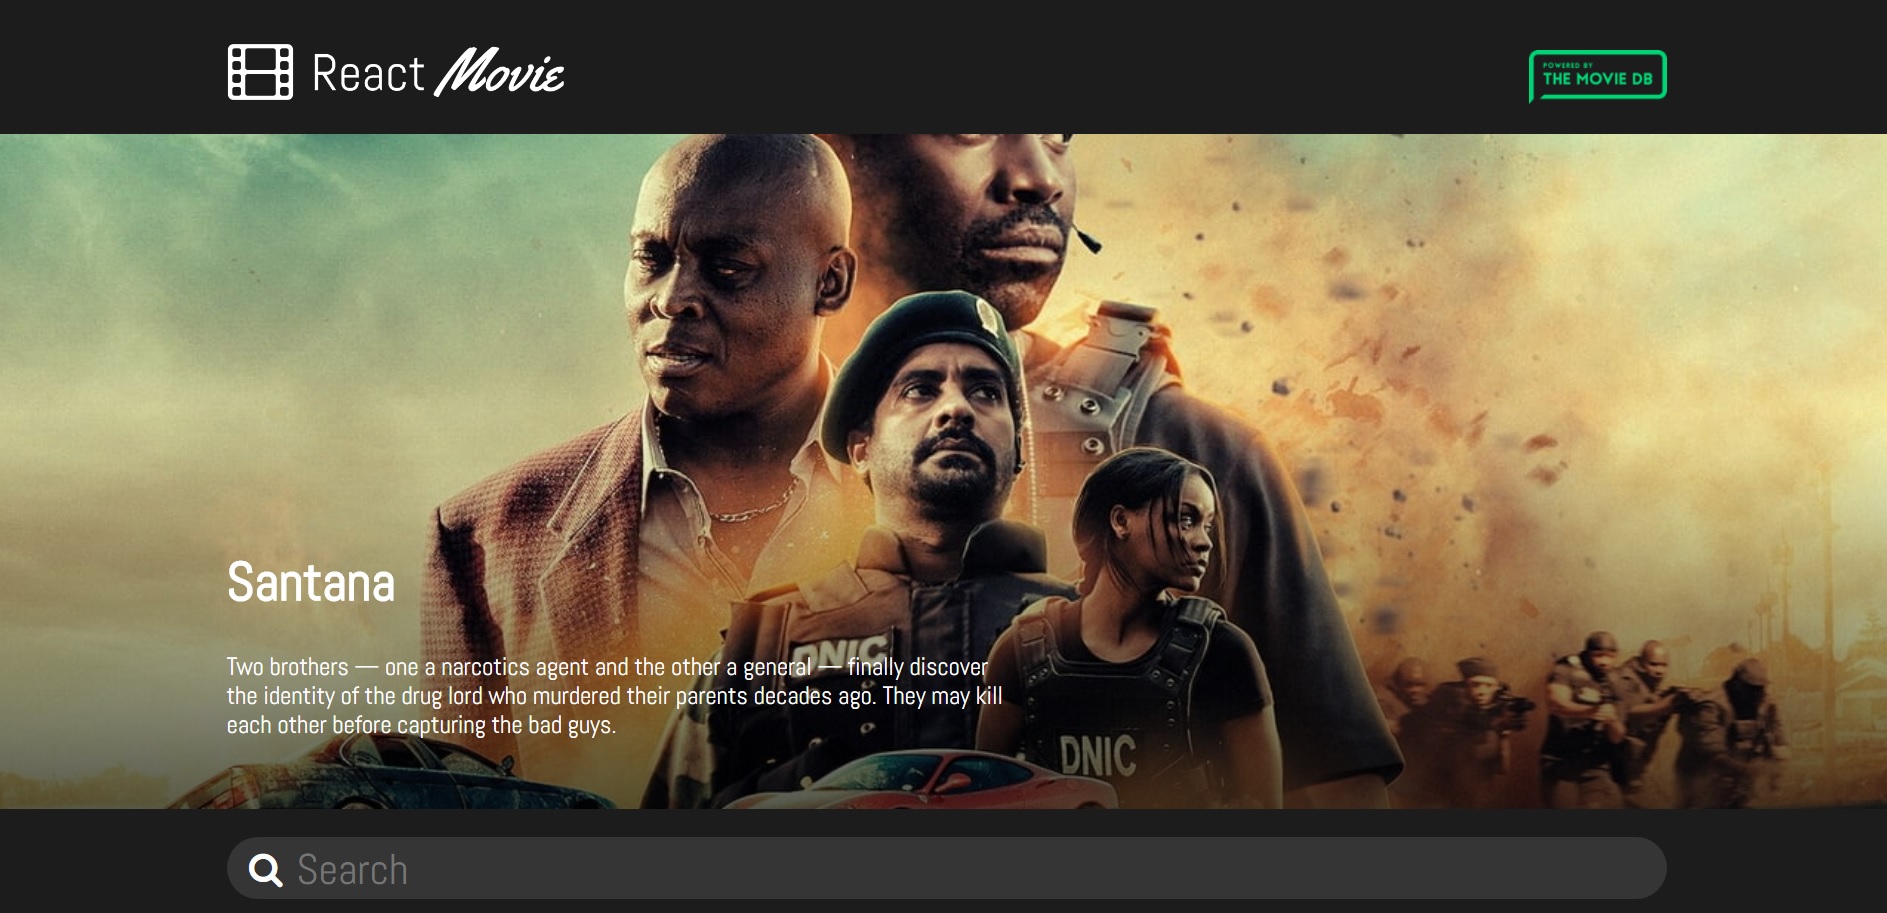 React Movie
POWERED BY
THE MOVIE DB
Santana
Two brothers — one a narcotics agent and the other a general — finally discover
the identity of the drug lord who murdered their parents decades ago. They may kill
each other before capturing the bad guys.
DNIC
DNIC
Search